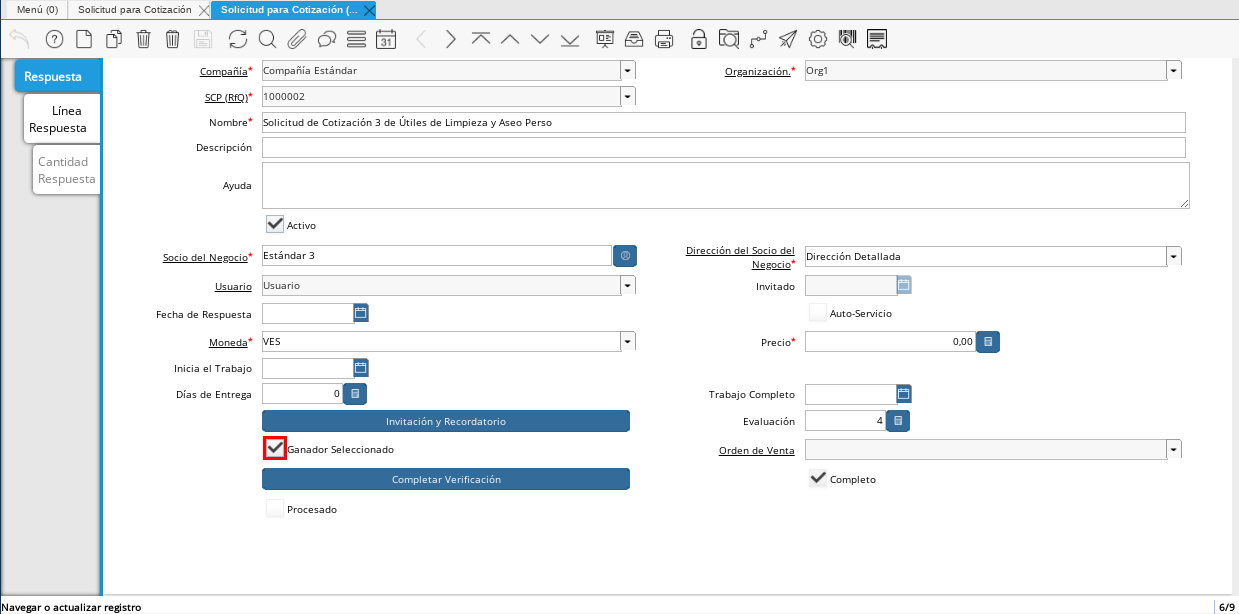 Menú (0) Solicitud para Cotización Solicitud para Cotización (...
31
Respuesta
Línea Respuesta
Cantidad Respuesta
Compañía* Compañía Estándar Organización.* Org1
SCP (RfQ)* 1000002
Nombre* Solicitud de Cotización 3 de Útiles de Limpieza y Aseo Perso
Descripción
Ayuda
Activo
Socio del Negocio* Estándar 3 Dirección del Socio del Negocio* Dirección Detallada
Usuario Usuario Invitado
Fecha de Respuesta Auto-Servicio
Moneda* VES Precio* 0,00
Inicia el Trabajo
Días de Entrega 0 Trabajo Completo
Invitación y Recordatorio Evaluación 4
Ganador Seleccionado Orden de Venta
Completar Verificación Completo
Procesado
Navegar o actualizar registro 6/9